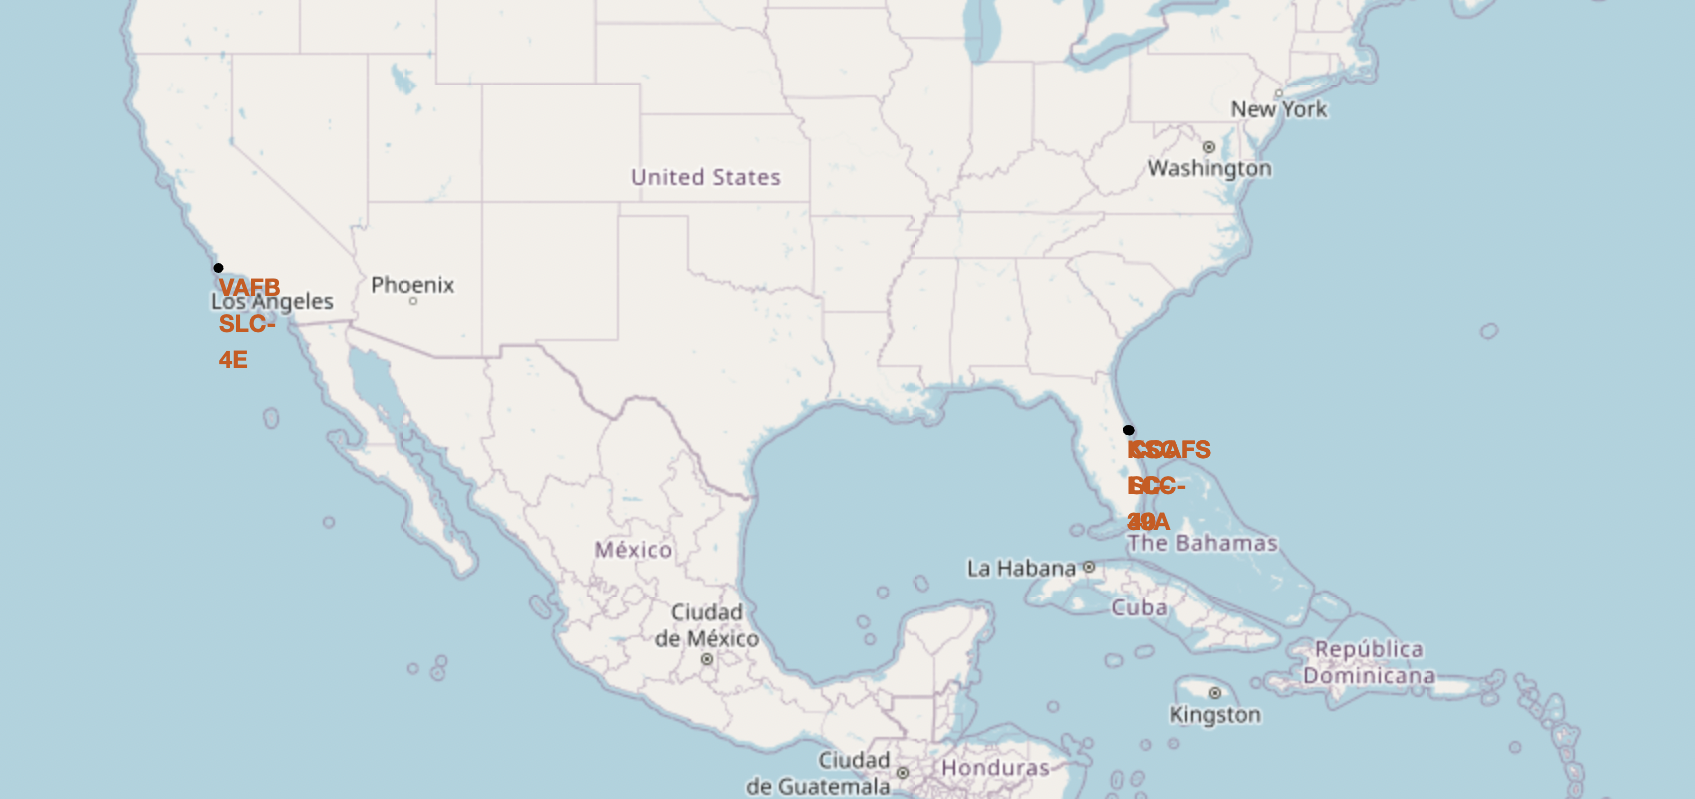 New York
Washington
United States
Phoenix
VAFB
Los Angeles
SLC-
4E
México
The Bahamas
La Habana
Cuba
Ciudad
de México
República
Dominicana
Kingston
Ciudad
de Guatemala
Honduras